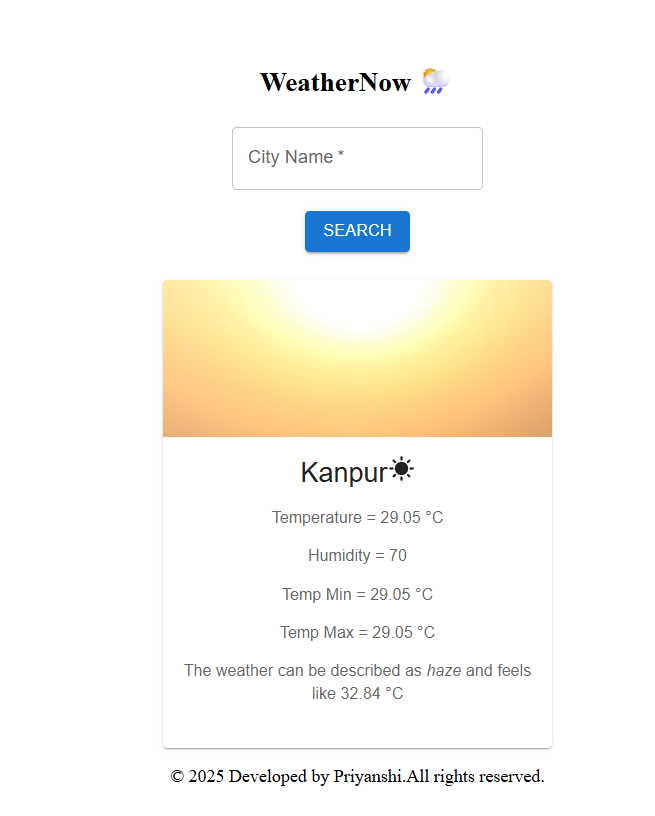 WeatherNow
City Name *
SEARCH
Kanpur
Temperature = 29.05 °C
Humidity = 70
Temp Min = 29.05 °C
Temp Max = 29.05 °C
The weather can be described as haze and feels
like 32.84 °C
© 2025 Developed by Priyanshi.All rights reserved.